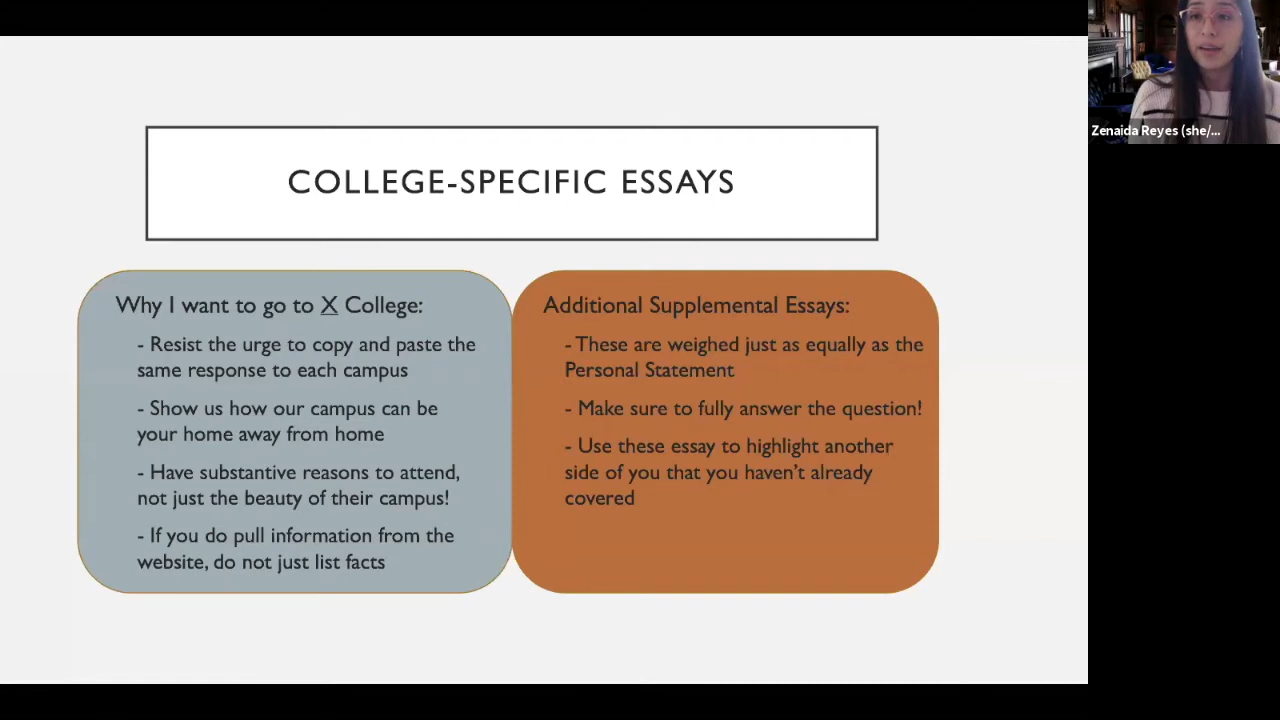 COLLEGE-SPECIFIC ESSAYS
Why I want to go to X College:
- Resist the urge to copy and paste the
same response to each campus
- Show us how our campus can be
your home away from home
- Have substantive reasons to attend,
not just the beauty of their campus!
- If you do pull information from the
website, do not just list facts
Additional Supplemental Essays:
- These are weighed just as equally as the
Personal Statement
- Make sure to fully answer the question!
- Use these essay to highlight another
side of you that you haven't already
covered
Zenaida Reyes (she/...